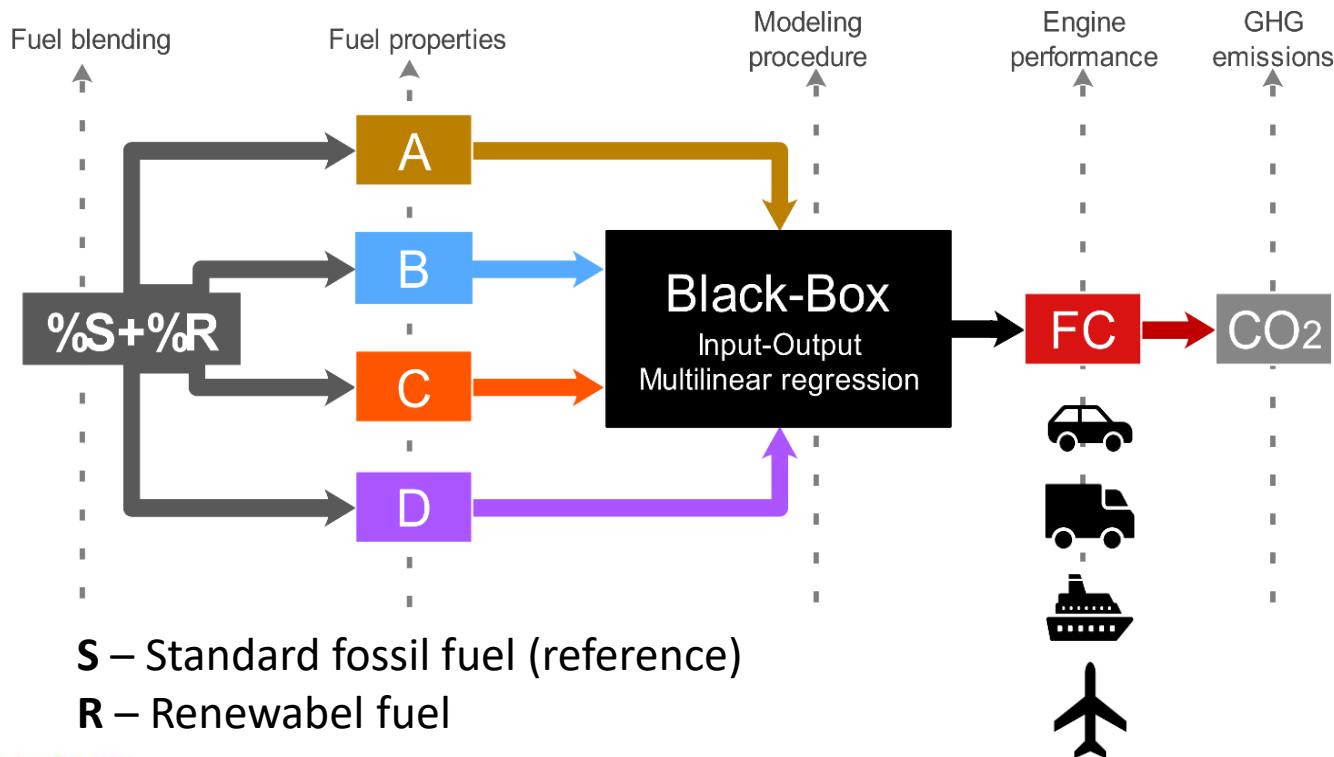 Fuel blending
Fuel properties
Modeling
procedure
Engine
performance
GHG
emissions
A
B
C
D
%S+%R
Black-Box
Input-Output
Multilinear regression
FC
CO2
S – Standard fossil fuel (reference)
R – Renewabel fuel